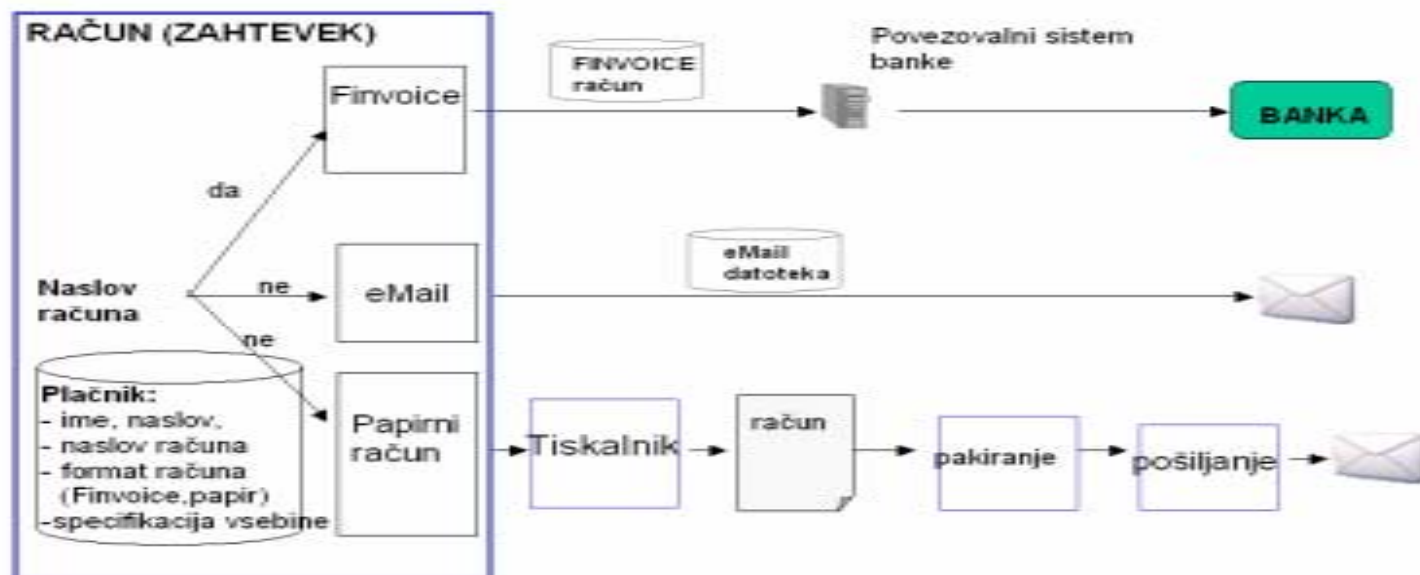 RAČUN (ZAHTEVEK)
Finvoice
FINVOICE
račun
Povezovalni sistem
banke
BANKA
da
Naslov
računa
ne
eMail
eMail
datoteka
ne
Plačnik:
- ime, naslov,
- naslov računa
- format računa
(Finvoice,papir)
-specifikacija vsebine
Papirni
račun
Tiskalnik
račun
pakiranje
pošiljanje